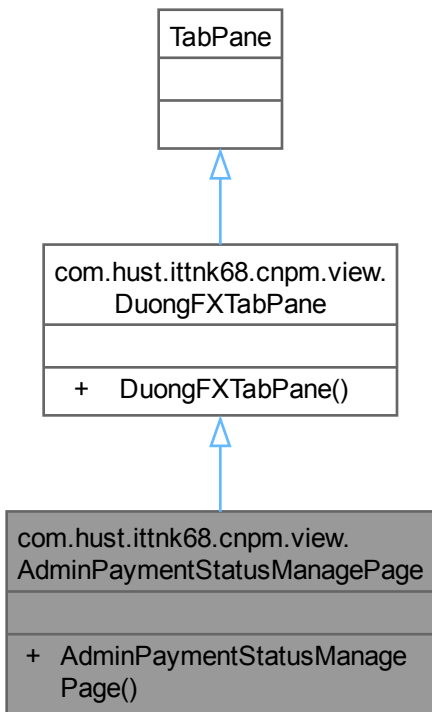 TabPane
com.hust.ittnk68.cnpm.view.
DuongFXTabPane
+ DuongFXTabPane()
com.hust.ittnk68.cnpm.view.
AdminPaymentStatusManagePage
+ AdminPaymentStatusManage
Page()